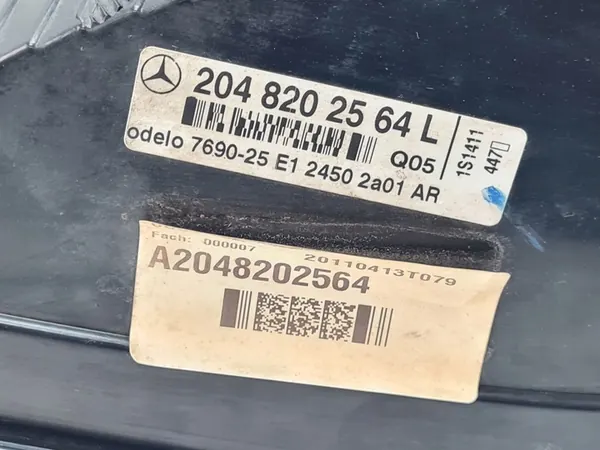 204 820 25 64 L
Q05
odelo 7690-25 E1 2450 2a01 AR
1S1411
447
Fach: 000007 20110413T079
A2048202564